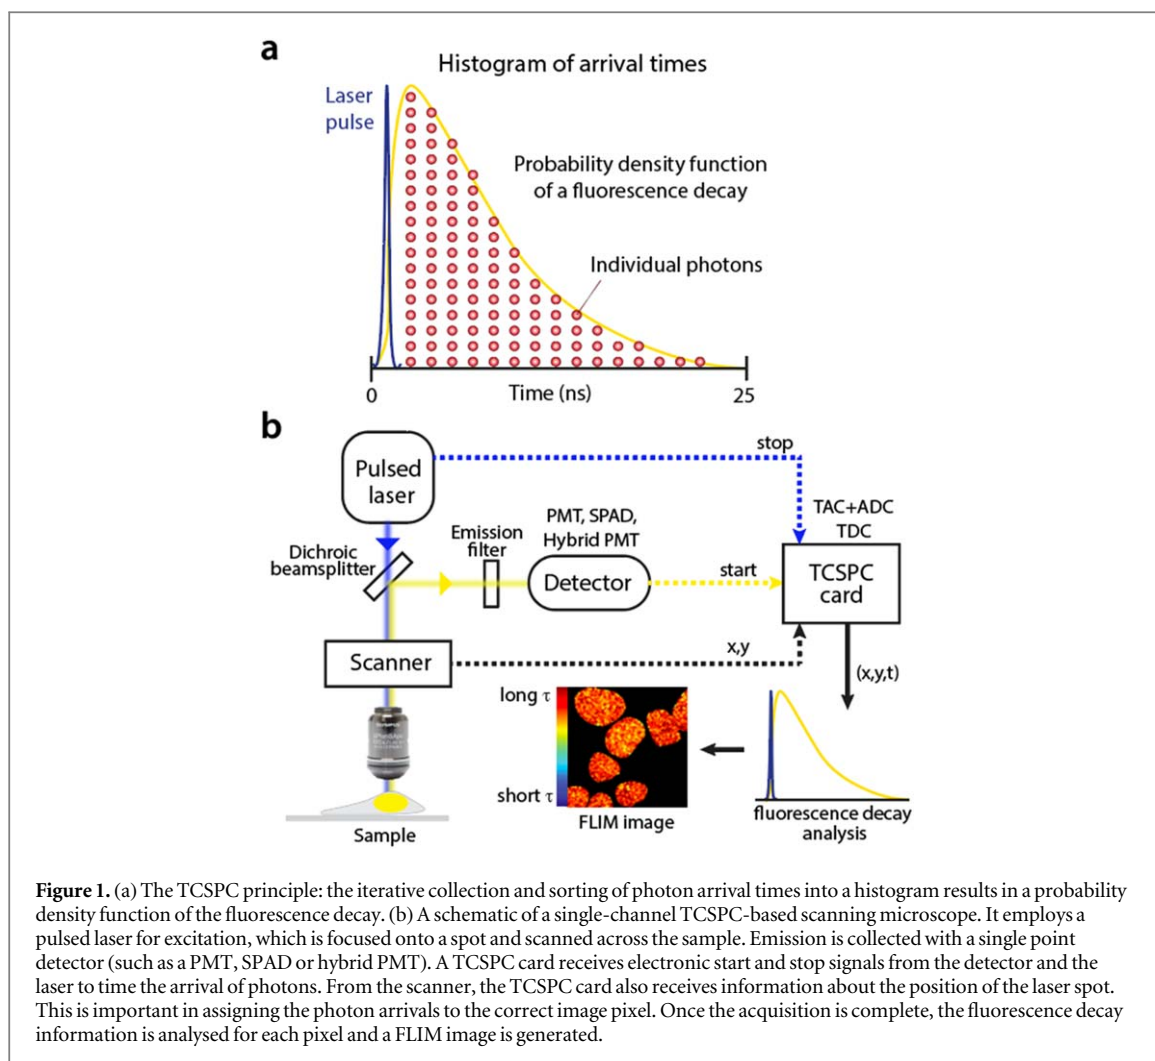 a
Histogram of arrival times
Laser
pulse
Probability density function
of a fluorescence decay
Individual photons
0
Time (ns)
25
b
Pulsed
laser
stop
TAC+ADC
TDC
PMT, SPAD,
Hybrid PMT
Emission
filter
Dichroic
beamsplitter
Detector
start
TCSPC
card
Scanner
x,y
(x,y,t)
long τ
short τ
FLIM image
fluorescence decay
analysis
Sample
Figure 1. (a) The TCSPC principle: the iterative collection and sorting of photon arrival times into a histogram results in a probability
density function of the fluorescence decay. (b) A schematic of a single-channel TCSPC-based scanning microscope. It employs a
pulsed laser for excitation, which is focused onto a spot and scanned across the sample. Emission is collected with a single point
detector (such as a PMT, SPAD or hybrid PMT). A TCSPC card receives electronic start and stop signals from the detector and the
laser to time the arrival of photons. From the scanner, the TCSPC card also receives information about the position of the laser spot.
This is important in assigning the photon arrivals to the correct image pixel. Once the acquisition is complete, the fluorescence decay
information is analysed for each pixel and a FLIM image is generated.